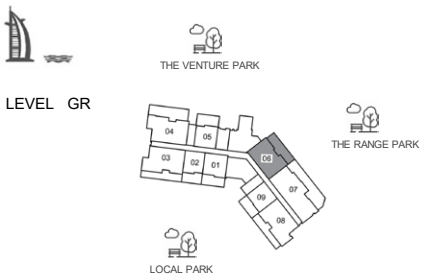 THE VENTURE PARK
LEVEL GR
THE RANGE PARK
04
05
06
03
02
01
07
09
08
LOCAL PARK